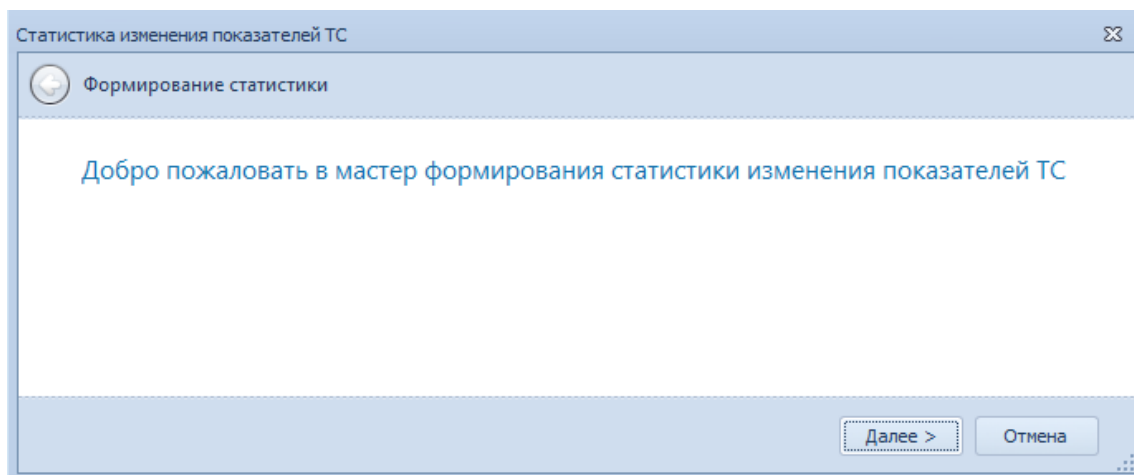 Статистика изменения показателей ТС
Формирование статистики
Добро пожаловать в мастер формирования статистики изменения показателей ТС
Далее > Отмена